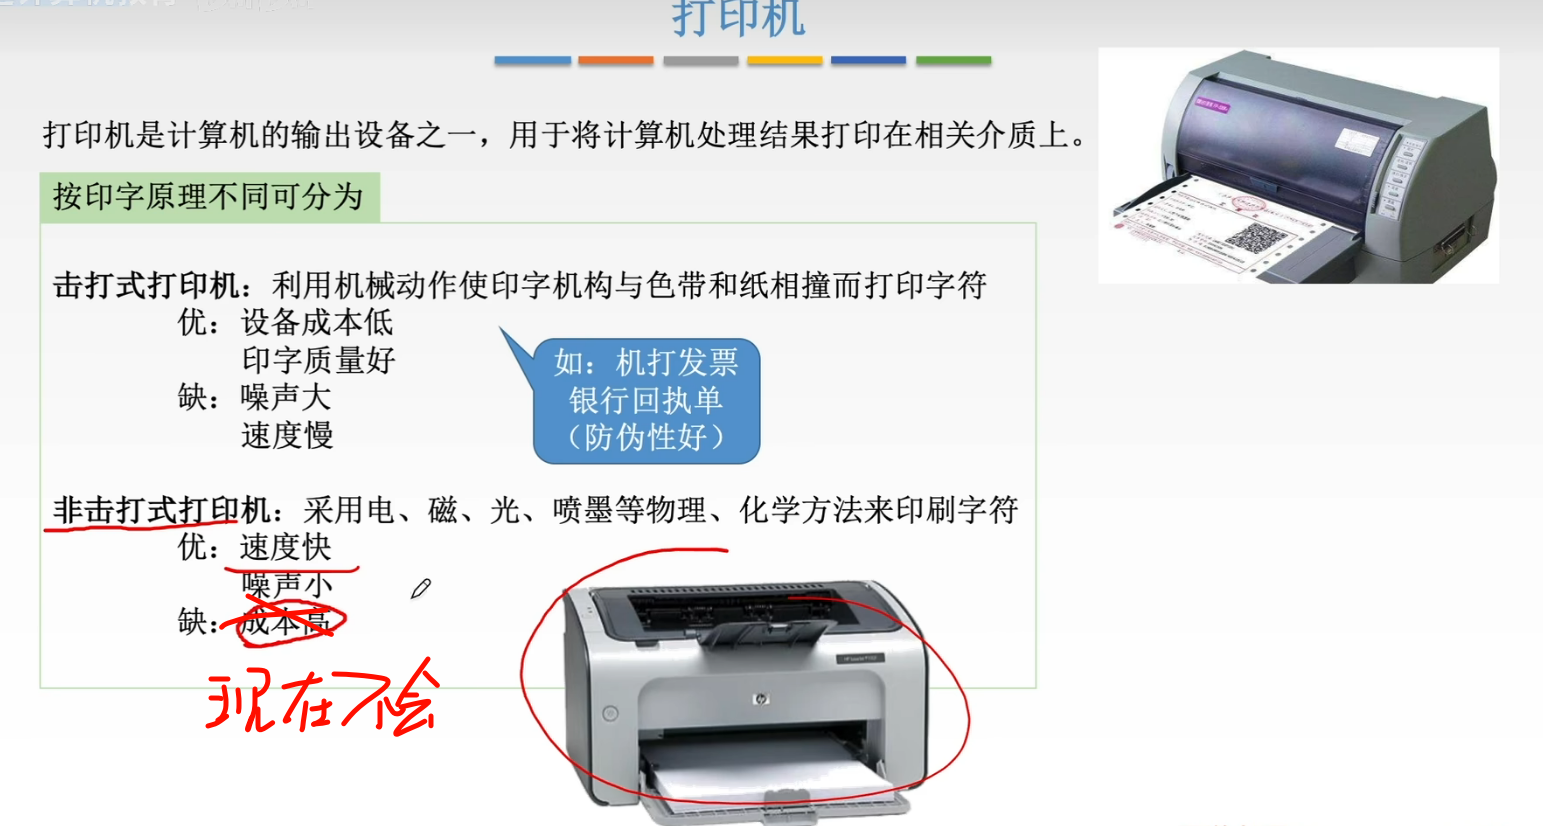 打印机
打印机是计算机的输出设备之一，用于将计算机处理结果打印在相关介质上。
按印字原理不同可分为
击打式打印机：利用机械动作使印字机构与色带和纸相撞而打印字符
优：设备成本低
印字质量好
缺：噪声大
速度慢
如：机打发票
银行回执单
（防伪性好）
非击打式打印机：采用电、磁、光、喷墨等物理、化学方法来印刷字符
优：速度快
噪声小
缺：成本高
现在不会
hp